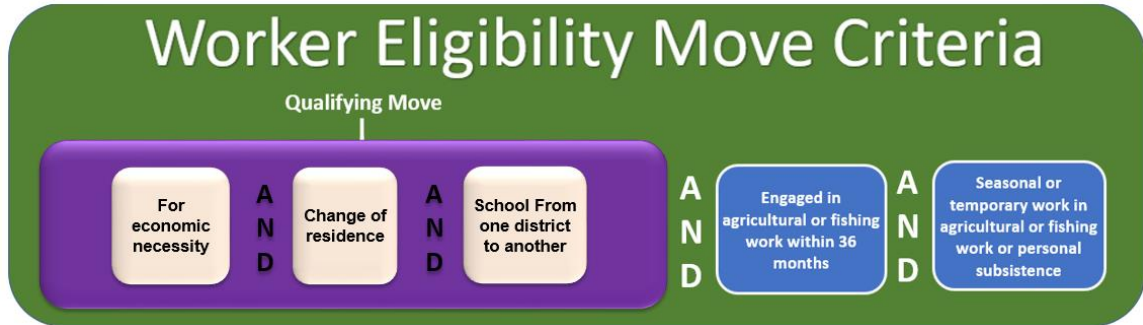 Worker Eligibility Move Criteria
Qualifying Move
For
economic
necessity
A
N
D
Change of
residence
A
N
D
School From
one district
to another
A
N
D
Engaged in
agricultural or fishing
work within 36
months
A
N
D
Seasonal or
temporary work in
agricultural or fishing
work or personal
subsistence